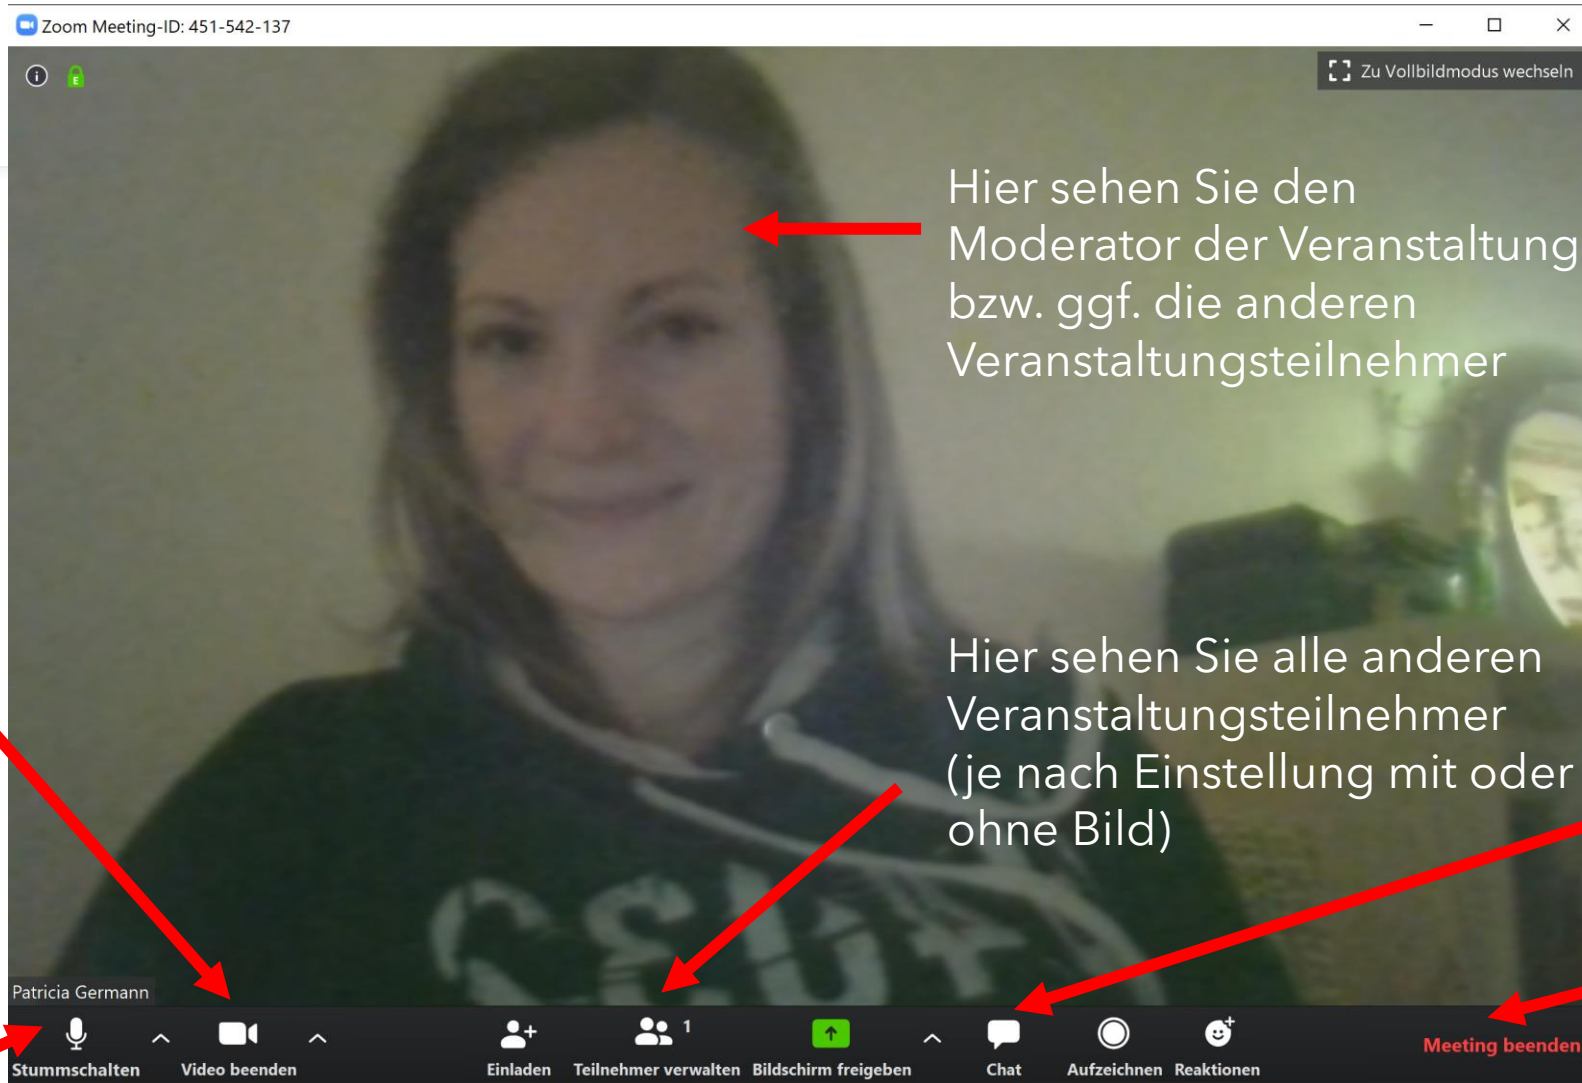 Zoom Meeting-ID: 451-542-137
Zu Vollbildmodus wechseln
Hier sehen Sie den
Moderator der Veranstaltung
bzw. ggf. die anderen
Veranstaltungsteilnehmer
Hier sehen Sie alle anderen
Veranstaltungsteilnehmer
(je nach Einstellung mit oder
ohne Bild)
Patricia Germann
1
Stummschalten Video beenden Einladen Teilnehmer verwalten Bildschirm freigeben Chat Aufzeichnen Reaktionen Meeting beenden